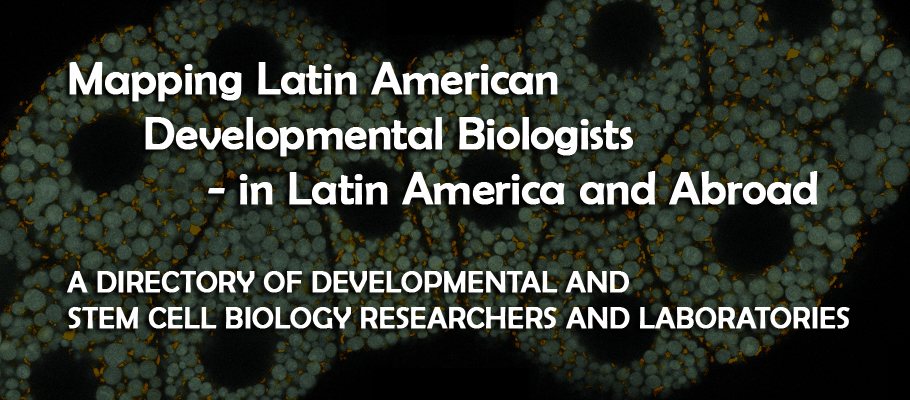 Mapping Latin American
Developmental Biologists
- in Latin America and Abroad
A DIRECTORY OF DEVELOPMENTAL AND
STEM CELL BIOLOGY RESEARCHERS AND LABORATORIES